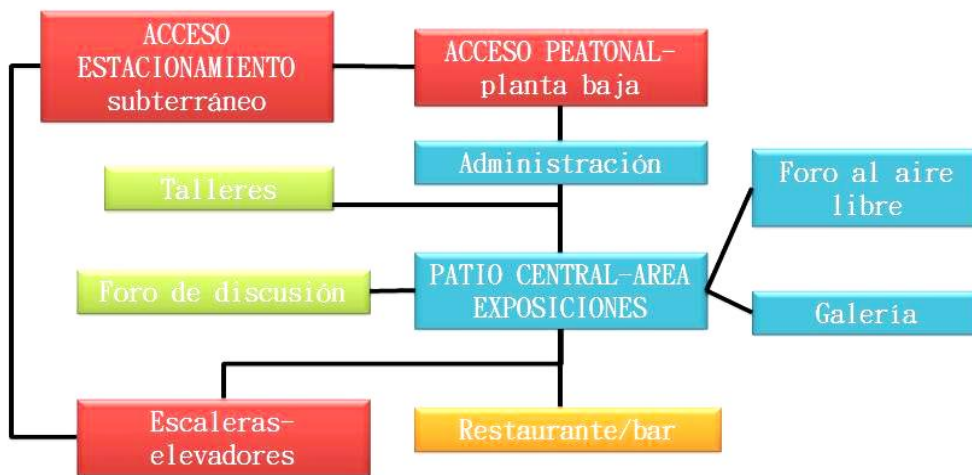 ACCESO
ESTACIONAMIENTO
subterráneo
ACCESO PEATONAL-
planta baja
Administración
Talleres
Foro al aire
libre
Foro de discusión
PATIO CENTRAL-AREA
EXPOSICIONES
Galería
Escaleras-
elevadores
Restaurante/bar